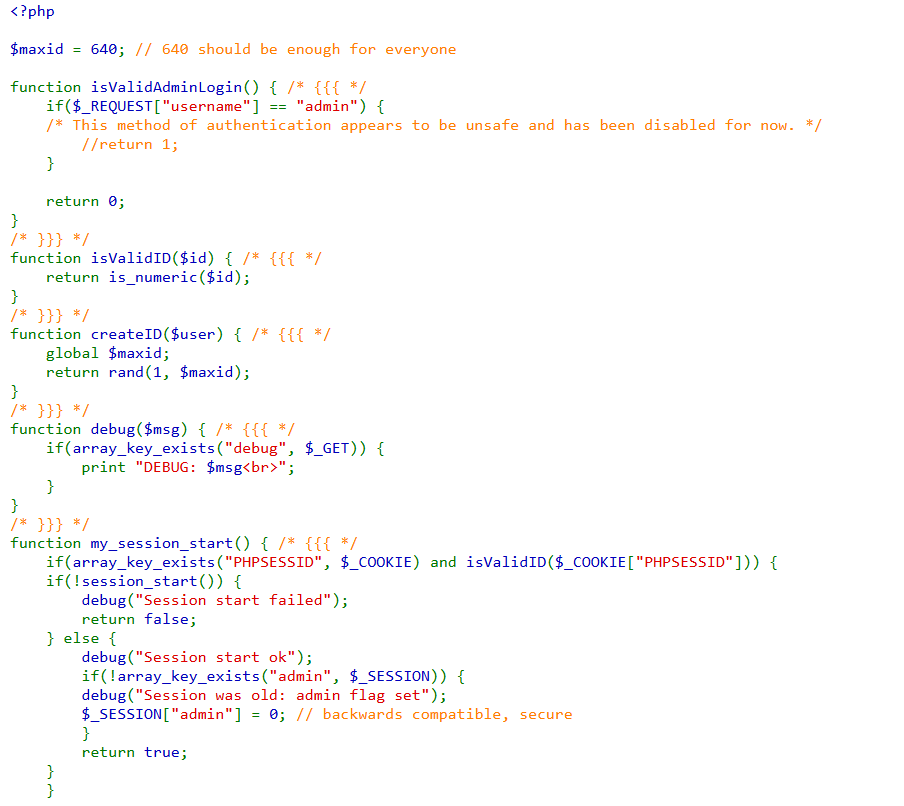 <?php

$maxid = 640; // 640 should be enough for everyone

function isValidAdminLogin() { /* {{{ */
    if($_REQUEST["username"] == "admin") {
    /* This method of authentication appears to be unsafe and has been disabled for now. */
        //return 1;
    }

    return 0;
}
/* }}} */
function isValidID($id) { /* {{{ */
    return is_numeric($id);
}
/* }}} */
function createID($user) { /* {{{ */
    global $maxid;
    return rand(1, $maxid);
}
/* }}} */
function debug($msg) { /* {{{ */
    if(array_key_exists("debug", $_GET)) {
        print "DEBUG: $msg<br>";
    }
}
/* }}} */
function my_session_start() { /* {{{ */
    if(array_key_exists("PHPSESSID", $_COOKIE) and isValidID($_COOKIE["PHPSESSID"])) {
    if(!session_start()) {
        debug("Session start failed");
        return false;
    } else {
        debug("Session start ok");
        if(!array_key_exists("admin", $_SESSION)) {
        debug("Session was old: admin flag set");
        $_SESSION["admin"] = 0; // backwards compatible, secure
        }
        return true;
    }
    }